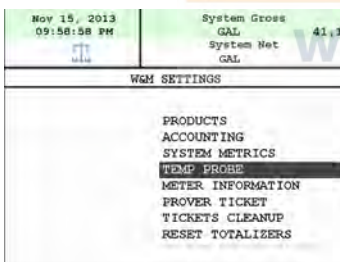 Nov 15, 2013
09:58:58 PM
System Gross
GAL 41,1
System Net
GAL
W&M SETTINGS
PRODUCTS
ACCOUNTING
SYSTEM METRICS
TEMP PROBE
METER INFORMATION
PROVER TICKET
TICKETS CLEANUP
RESET TOTALIZERS